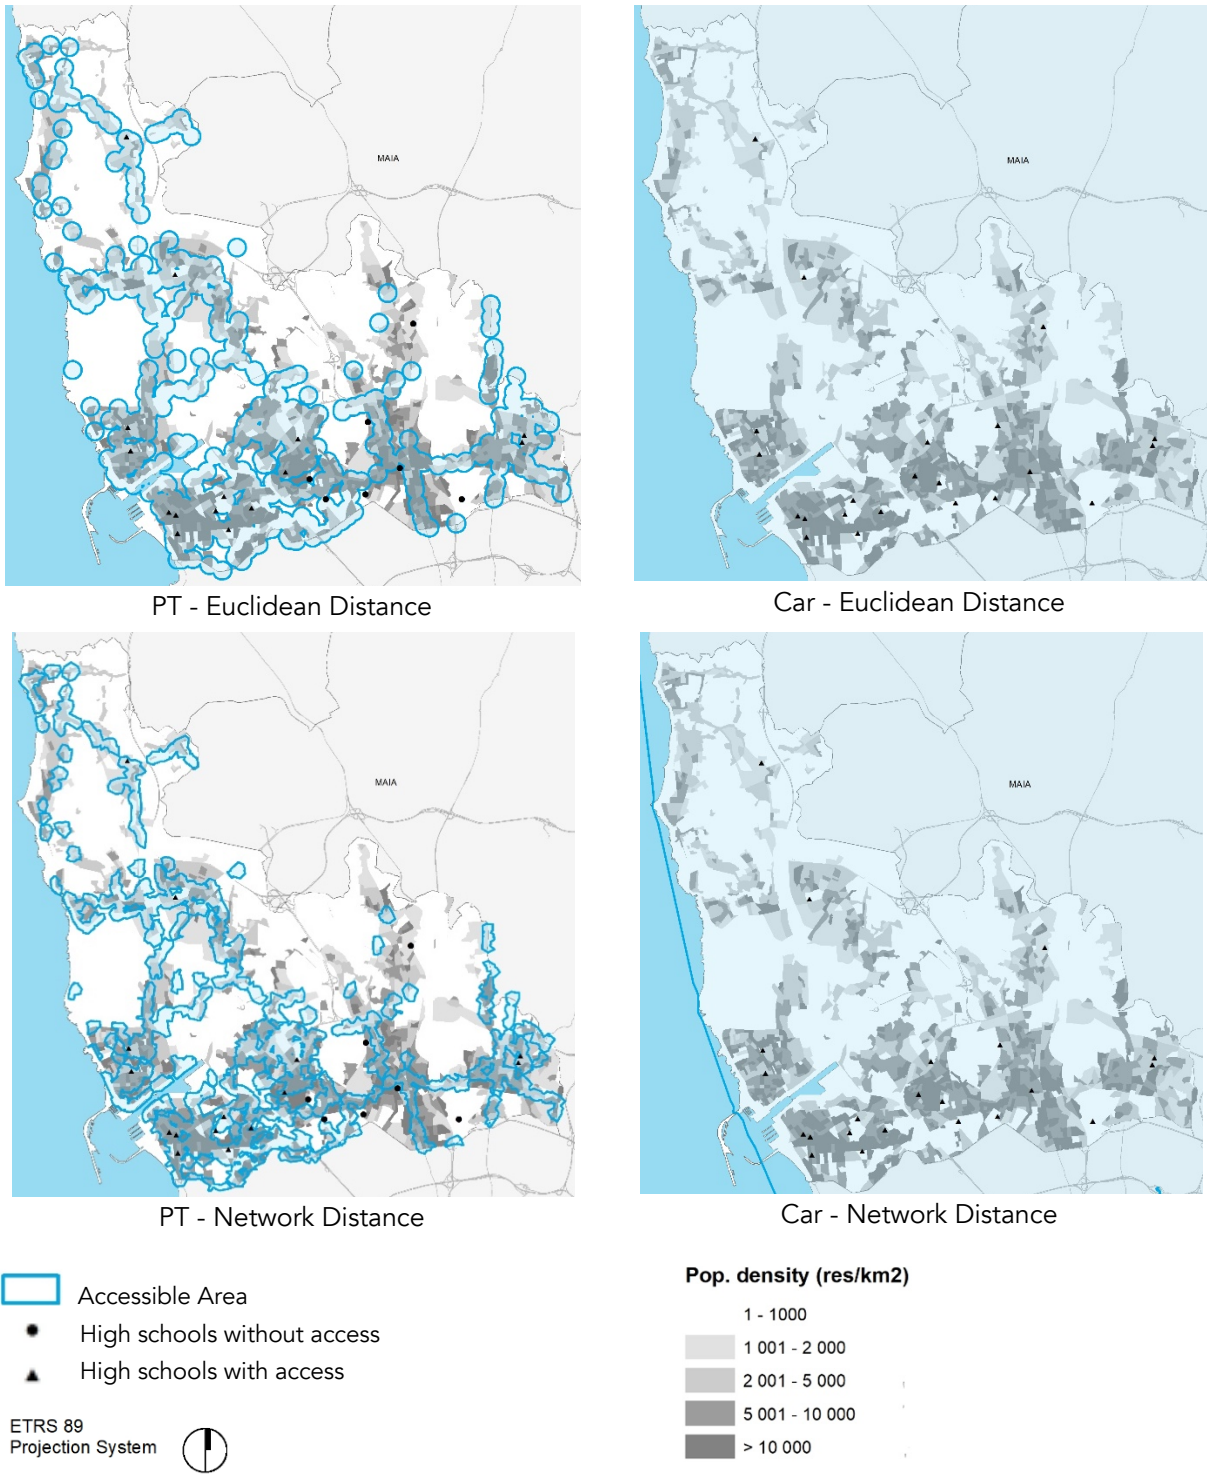 MAIA
MAIA
PT - Euclidean Distance
Car - Euclidean Distance
MAIA
MAIA
PT - Network Distance
Car - Network Distance
Accessible Area
High schools without access
High schools with access
ETRS 89
Projection System
Pop. density (res/km2)
1 - 1000
1 001 - 2 000
2 001 - 5 000
5 001 - 10 000
> 10 000